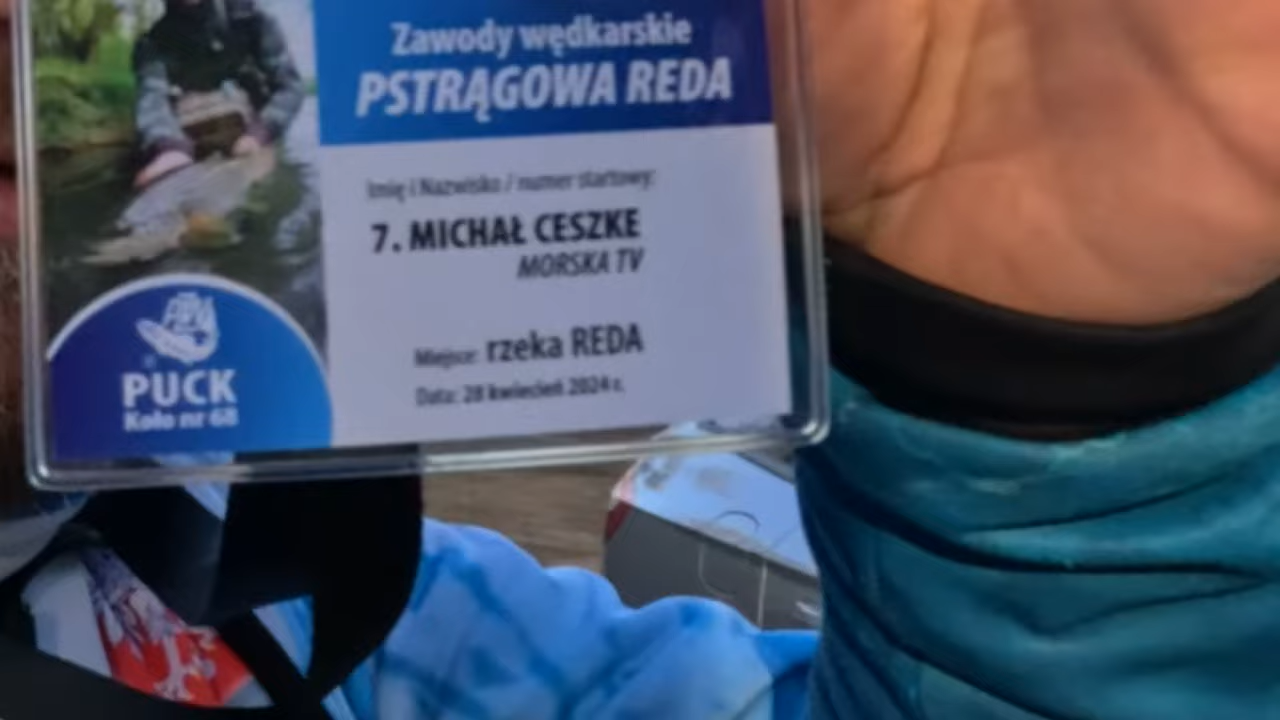 Zawody wędkarskie
PSTRĄGOWA REDA
Imię i Nazwisko / numer startowy:
7. MICHAŁ CESZKE
MORSKA TV
Miejsce: rzeka REDA
Data: 28 kwiecień 2024 r.
PUCK
Koło nr 68